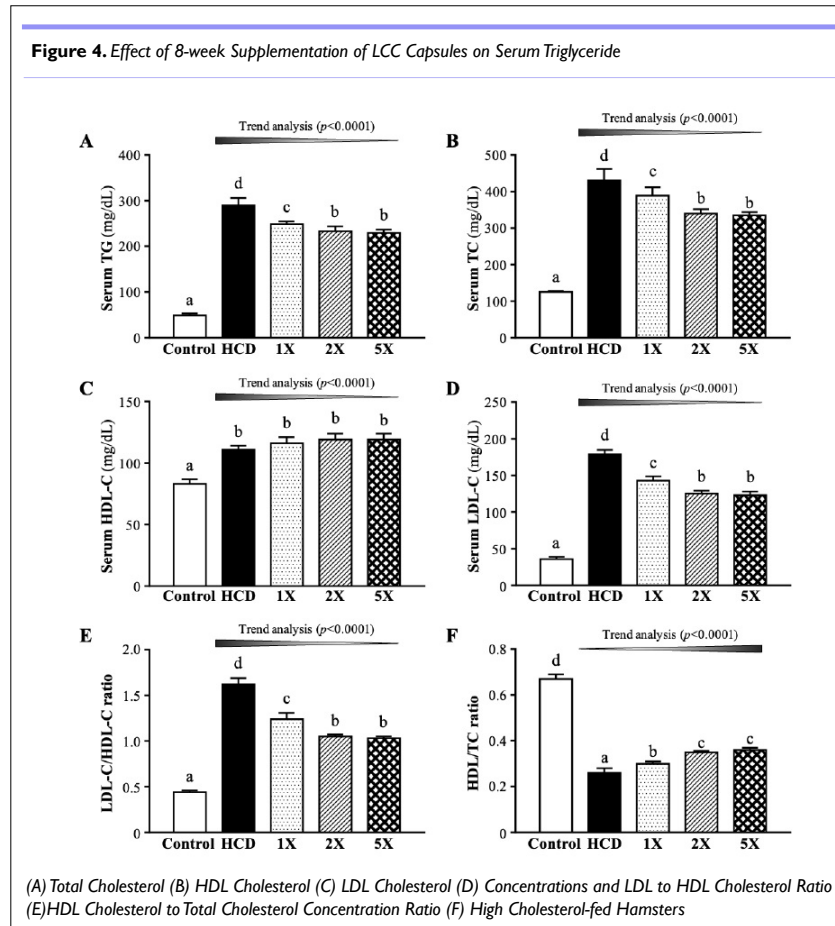 Figure 4. Effect of 8-week Supplementation of LCC Capsules on Serum Triglyceride
A
Trend analysis (p<0.0001)
Serum TG (mg/dL)
400
300
200
100
0
a
d
c
b
b
Control HCD 1X 2X 5X
B
Trend analysis (p<0.0001)
Serum TC (mg/dL)
500
400
300
200
100
0
a
d
c
b
b
Control HCD 1X 2X 5X
C
Trend analysis (p<0.0001)
Serum HDL-C (mg/dL)
150
100
50
0
a
b
b
b
b
Control HCD 1X 2X 5X
D
Trend analysis (p<0.0001)
Serum LDL-C (mg/dL)
250
200
150
100
50
0
a
d
c
b
b
Control HCD 1X 2X 5X
E
Trend analysis (p<0.0001)
LDL-C/HDL-C ratio
2.0
1.5
1.0
0.5
0.0
a
d
c
b
b
Control HCD 1X 2X 5X
F
Trend analysis (p<0.0001)
HDL/TC ratio
0.8
0.6
0.4
0.2
0.0
d
a
b
c
c
Control HCD 1X 2X 5X
(A) Total Cholesterol (B) HDL Cholesterol (C) LDL Cholesterol (D) Concentrations and LDL to HDL Cholesterol Ratio
(E)HDL Cholesterol to Total Cholesterol Concentration Ratio (F) High Cholesterol-fed Hamsters